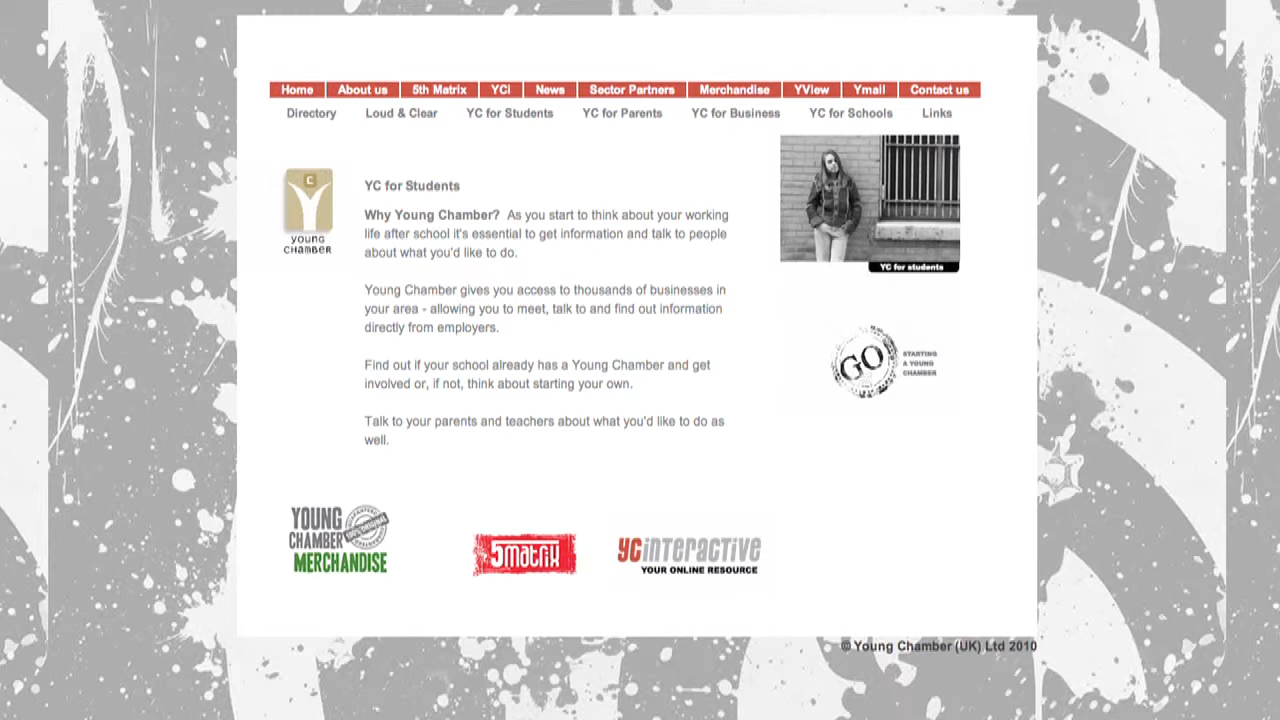 Home About us 5th Matrix YCi News Sector Partners Merchandise YView Ymail Contact us
Directory Loud & Clear YC for Students YC for Parents YC for Business YC for Schools Links
C
YOUNG
CHAMBER
YC for Students
Why Young Chamber? As you start to think about your working
life after school it's essential to get information and talk to people
about what you'd like to do.
Young Chamber gives you access to thousands of businesses in
your area - allowing you to meet, talk to and find out information
directly from employers.
Find out if your school already has a Young Chamber and get
involved or, if not, think about starting your own.
Talk to your parents and teachers about what you'd like to do as
well.
YC for students
GO
STARTING
A YOUNG
CHAMBER
YOUNG
CHAMBER
100% ORIGINAL
MERCHANDISE
5matrix
YCinteractive
YOUR ONLINE RESOURCE
© Young Chamber (UK) Ltd 2010